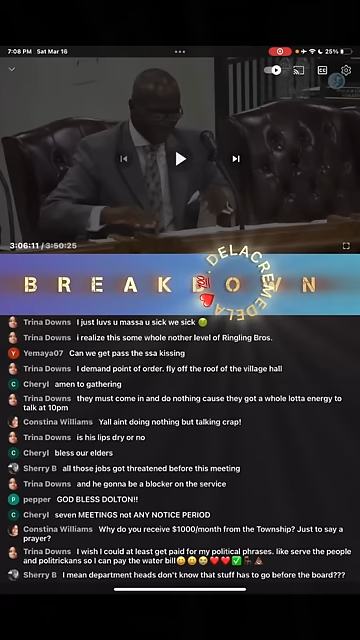 7:08 PM Sat Mar 16
25%
CC
3:06:11 / 3:50:25
DELACREMEDELA
BREAKDOWN
Trina Downs I just luvs u massa u sick we sick 🤢
Trina Downs i realize this some whole nother level of Ringling Bros.
Y Yemaya07 Can we get pass the ssa kissing
Trina Downs I demand point of order. fly off the roof of the village hall
C Cheryl amen to gathering
Trina Downs they must come in and do nothing cause they got a whole lotta energy to
talk at 10pm
Constina Williams Yall aint doing nothing but talking crap!
Trina Downs is his lips dry or no
C Cheryl bless our elders
Sherry B all those jobs got threatened before this meeting
Trina Downs and he gonna be a blocker on the service
p pepper GOD BLESS DOLTON!!
C Cheryl seven MEETINGS not ANY NOTICE PERIOD
Constina Williams Why do you receive $1000/month from the Township? Just to say a
prayer?
Trina Downs I wish I could at least get paid for my political phrases. like serve the people
and politrickans so I can pay the water bill
Sherry B I mean department heads don't know that stuff has to go before the board???